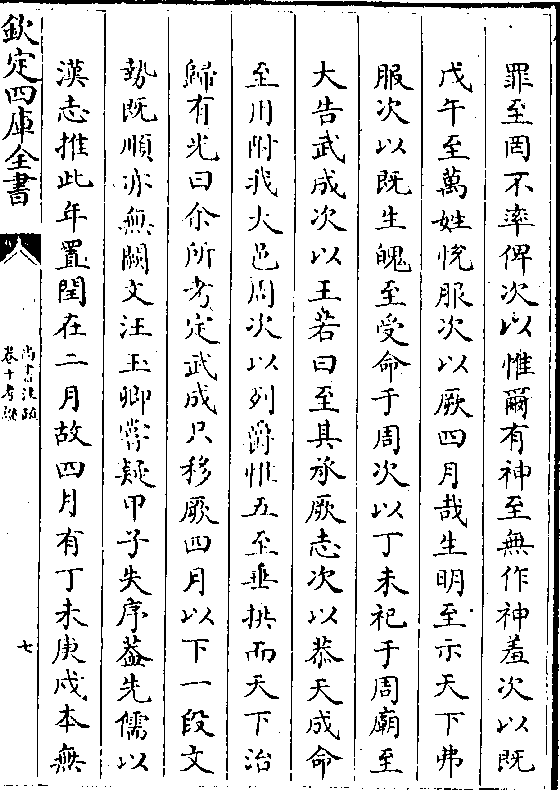 罪至罔不率俾次以惟爾有神至無作神羞次以既
戊午至萬姓悅服次以厥四月哉生明至示天下弗
服次以既生魄至受命于周次以丁未祀于周廟至
大告武成次以王若曰至其承厥志次以恭天成命
至用附我大邑周次以列爵惟五至垂拱而天下治
歸有光曰余所考定武成只移厥四月以下一段文
勢既順亦無闕文汪玉卿嘗疑甲子失序葢先儒以
漢志推此年置閏在二月故四月有丁未庚戌本無
欽定四庫全書
尚書注疏
卷十考證
七